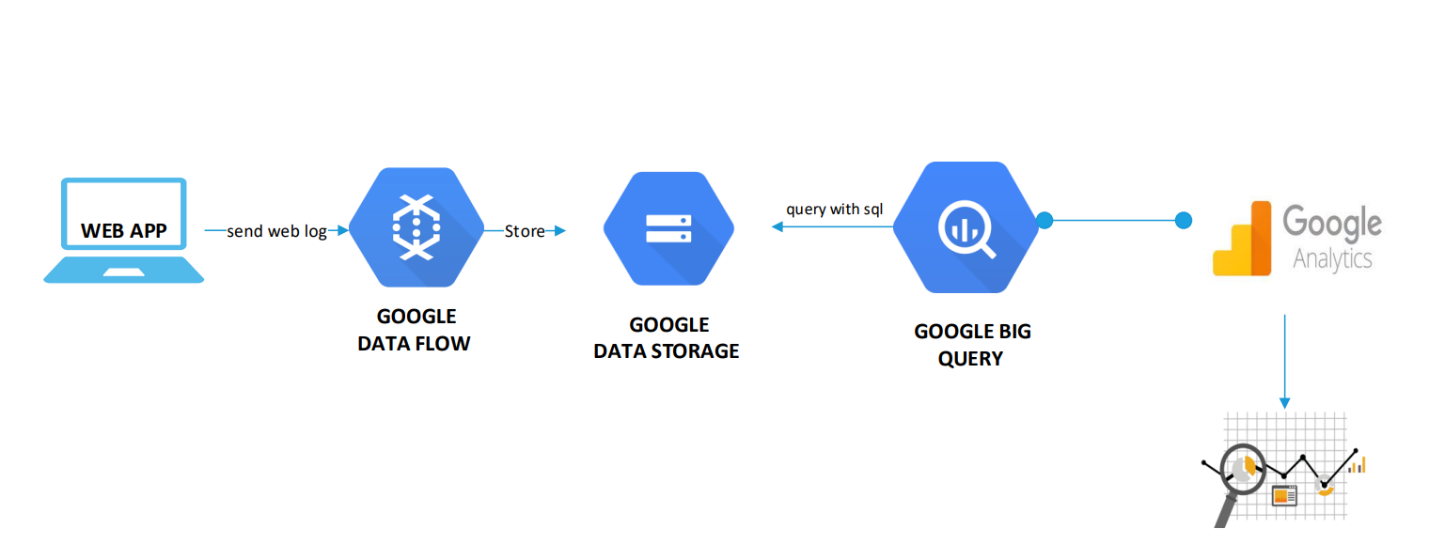 WEB APP
send web log
GOOGLE
DATA FLOW
Store
GOOGLE
DATA STORAGE
query with sql
GOOGLE BIG
QUERY
Google
Analytics